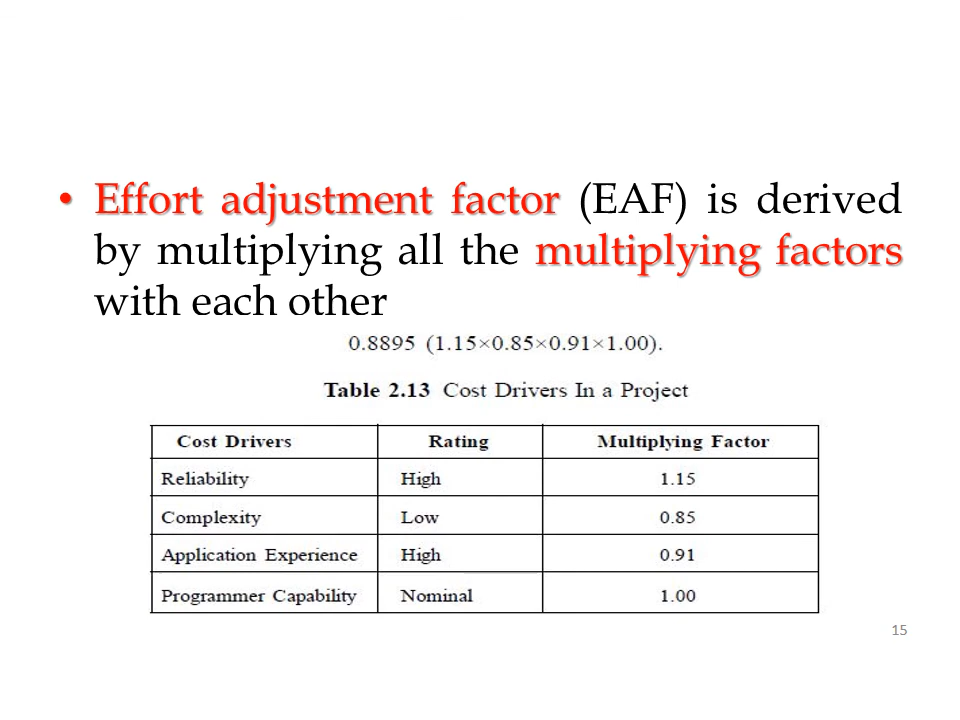 • Effort adjustment factor (EAF) is derived
by multiplying all the multiplying factors
with each other
0.8895 (1.15×0.85×0.91×1.00).
Table 2.13 Cost Drivers In a Project
Cost Drivers Rating Multiplying Factor
Reliability High 1.15
Complexity Low 0.85
Application Experience High 0.91
Programmer Capability Nominal 1.00
15